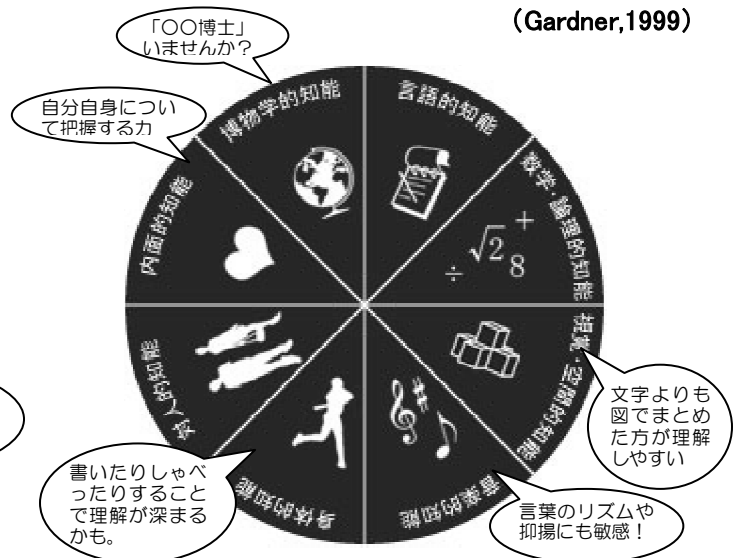 (Gardner,1999)
「〇〇博士」
いませんか？
自分自身につい
て把握する力
博物学的知能
言語的知能
数学・論理的知能
÷ √2 8 +
内面的知能
対人的知能
視覚・空間的知能
身体的知能
音楽的知能
文字よりも
図でまとめ
た方が理解
しやすい
書いたりしゃべ
ったりすること
で理解が深まる
かも。
言葉のリズムや
抑揚にも敏感！